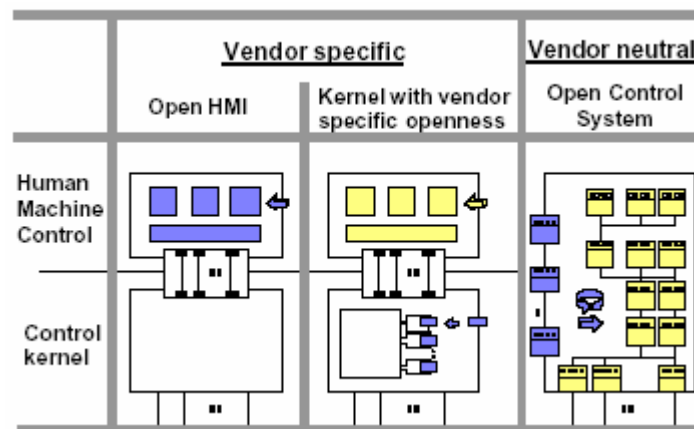 Vendor specific
Vendor neutral
Open HMI
Kernel with vendor
specific openness
Open Control
System
Human
Machine
Control
Control
kernel